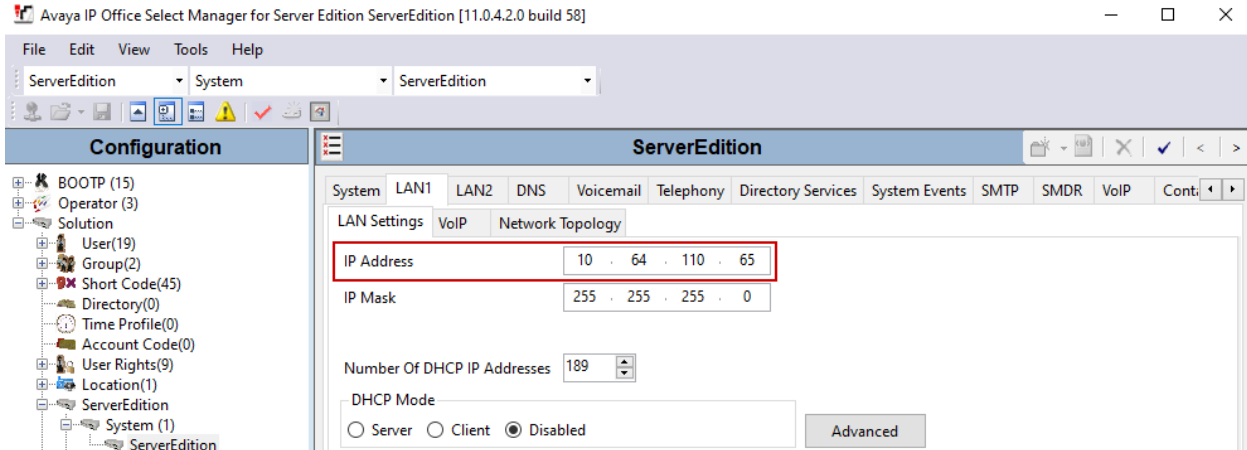 Avaya IP Office Select Manager for Server Edition ServerEdition [11.0.4.2.0 build 58]
File Edit View Tools Help
ServerEdition System ServerEdition
Configuration
ServerEdition
BOOTP (15)
Operator (3)
Solution
User(19)
Group(2)
Short Code(45)
Directory(0)
Time Profile(0)
Account Code(0)
User Rights(9)
Location(1)
ServerEdition
System (1)
ServerEdition
System LAN1 LAN2 DNS Voicemail Telephony Directory Services System Events SMTP SMDR VoIP
LAN Settings VoIP Network Topology
IP Address 10 . 64 . 110 . 65
IP Mask 255 . 255 . 255 . 0
Number Of DHCP IP Addresses 189
DHCP Mode
Server Client Disabled
Advanced